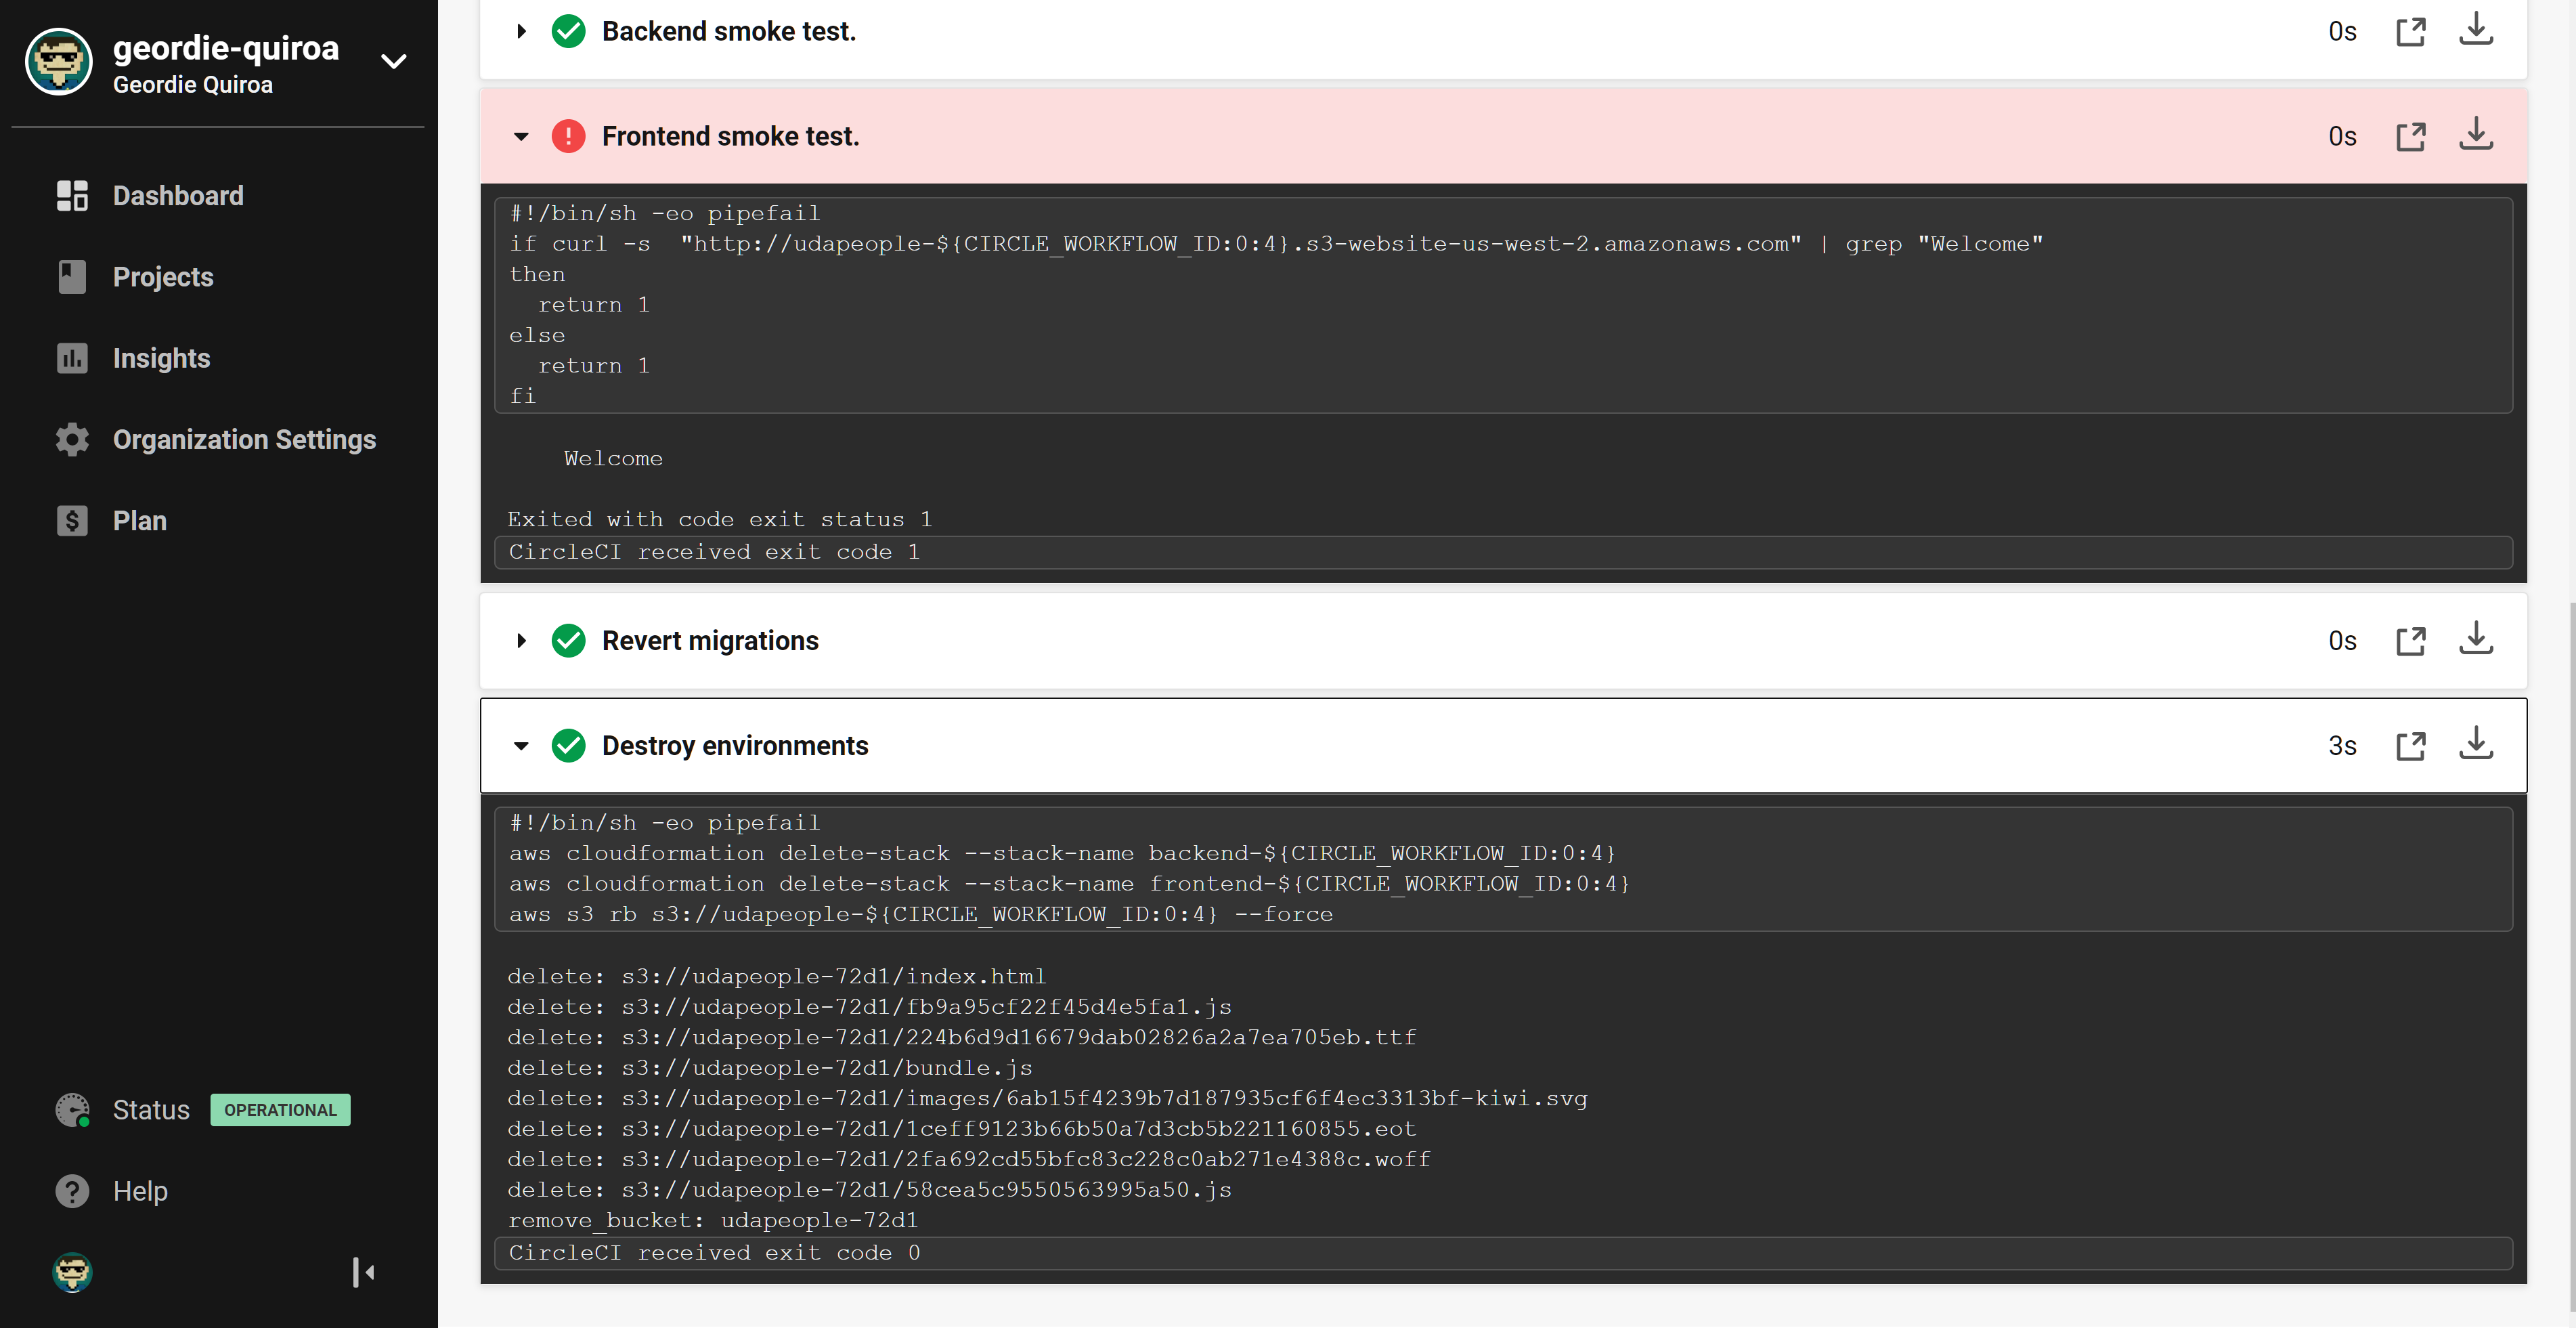 geordie-quiroa
Geordie Quiroa
Dashboard
Projects
Insights
Organization Settings
Plan
Status OPERATIONAL
Help
Backend smoke test. 0s
Frontend smoke test. 0s
#!/bin/sh -eo pipefail
if curl -s  "http://udapeople-${CIRCLE_WORKFLOW_ID:0:4}.s3-website-us-west-2.amazonaws.com" | grep "Welcome"
then
  return 1
else
  return 1
fi
Welcome
Exited with code exit status 1
CircleCI received exit code 1
Revert migrations 0s
Destroy environments 3s
#!/bin/sh -eo pipefail
aws cloudformation delete-stack --stack-name backend-${CIRCLE_WORKFLOW_ID:0:4}
aws cloudformation delete-stack --stack-name frontend-${CIRCLE_WORKFLOW_ID:0:4}
aws s3 rb s3://udapeople-${CIRCLE_WORKFLOW_ID:0:4} --force
delete: s3://udapeople-72d1/index.html
delete: s3://udapeople-72d1/fb9a95cf22f45d4e5fa1.js
delete: s3://udapeople-72d1/224b6d9d16679dab02826a2a7ea705eb.ttf
delete: s3://udapeople-72d1/bundle.js
delete: s3://udapeople-72d1/images/6ab15f4239b7d187935cf6f4ec3313bf-kiwi.svg
delete: s3://udapeople-72d1/1ceff9123b66b50a7d3cb5b221160855.eot
delete: s3://udapeople-72d1/2fa692cd55bfc83c228c0ab271e4388c.woff
delete: s3://udapeople-72d1/58cea5c9550563995a50.js
remove_bucket: udapeople-72d1
CircleCI received exit code 0